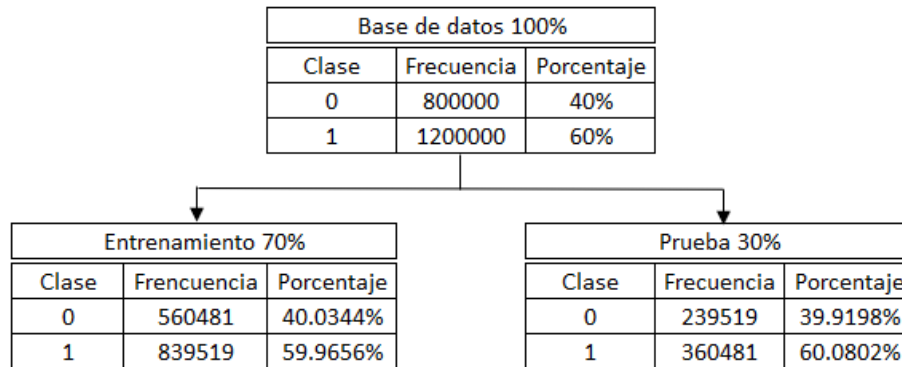 Base de datos 100%
Clase Frecuencia Porcentaje
0 800000 40%
1 1200000 60%
Entrenamiento 70%
Clase Frencuencia Porcentaje
0 560481 40.0344%
1 839519 59.9656%
Prueba 30%
Clase Frecuencia Porcentaje
0 239519 39.9198%
1 360481 60.0802%